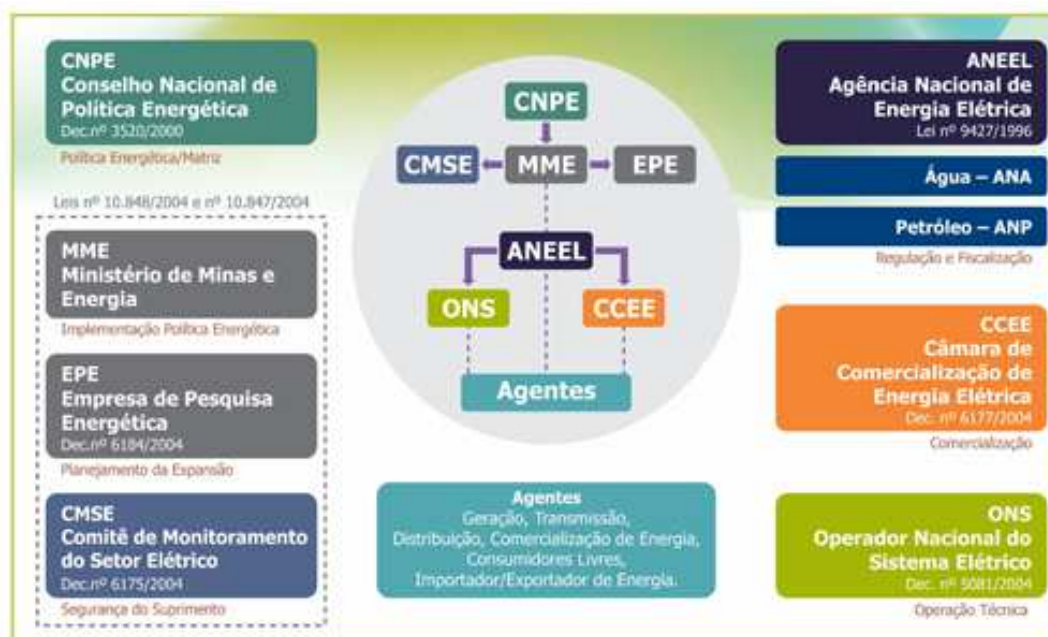 CNPE
Conselho Nacional de
Política Energética
Dec.nº 3520/2000
Política Energética/Matriz
Leis nº 10.848/2004 e nº 10.847/2004
MME
Ministério de Minas e
Energia
Implementação Política Energética
EPE
Empresa de Pesquisa
Energética
Dec.nº 6184/2004
Planejamento da Expansão
CMSE
Comitê de Monitoramento
do Setor Elétrico
Dec.nº 6175/2004
Segurança do Suprimento
CNPE
CMSE
MME
EPE
ANEEL
ONS
CCEE
Agentes
Agentes
Geração, Transmissão,
Distribuição, Comercialização de Energia,
Consumidores Livres,
Importador/Exportador de Energia.
ANEEL
Agência Nacional de
Energia Elétrica
Lei nº 9427/1996
Água – ANA
Petróleo – ANP
Regulação e Fiscalização
CCEE
Câmara de
Comercialização de
Energia Elétrica
Dec. nº 6177/2004
Comercialização
ONS
Operador Nacional do
Sistema Elétrico
Dec. nº 5081/2004
Operação Técnica